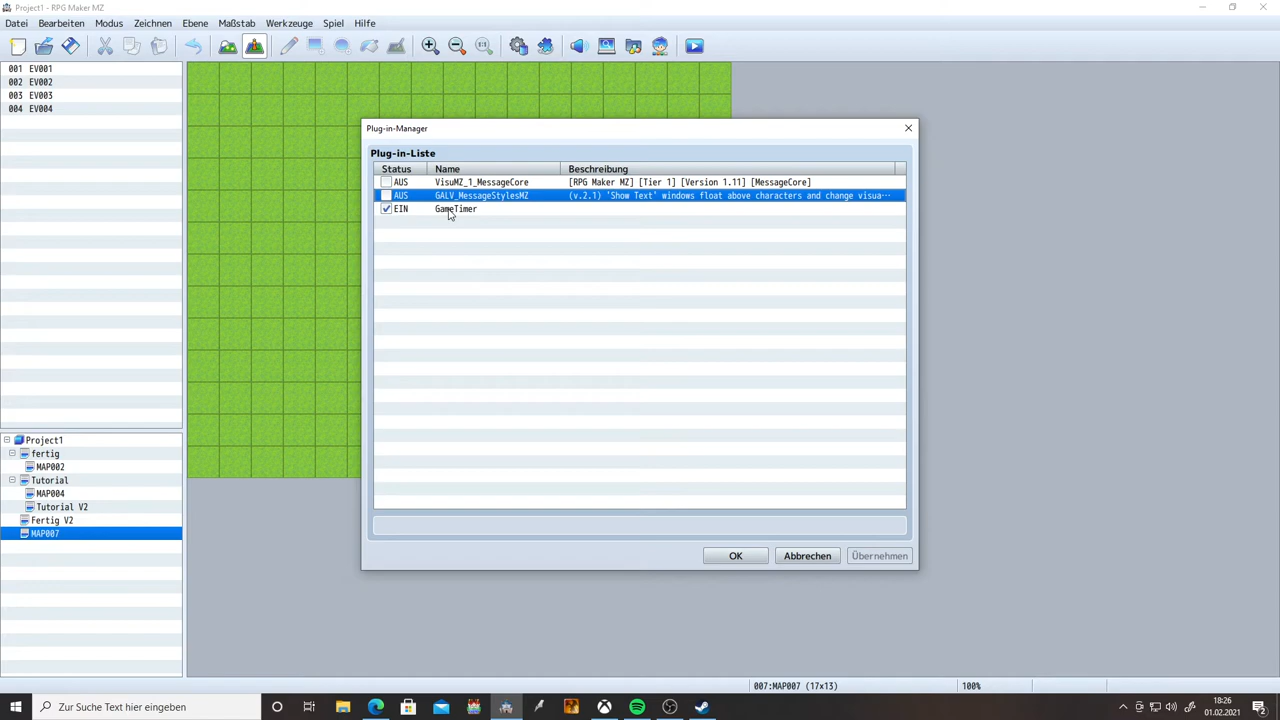 Project1 - RPG Maker MZ
Datei Bearbeiten Modus Zeichnen Ebene Maßstab Werkzeuge Spiel Hilfe
001 EV001
002 EV002
003 EV003
004 EV004
Plug-in-Manager
Plug-in-Liste
Status Name Beschreibung
AUS VisuMZ_1_MessageCore [RPG Maker MZ] [Tier 1] [Version 1.11] [MessageCore]
AUS GALV_MessageStylesMZ (v.2.1) 'Show Text' windows float above characters and change visua…
EIN GameTimer
OK Abbrechen Übernehmen
Project1
fertig
MAP002
Tutorial
MAP004
Tutorial V2
Fertig V2
MAP007
007:MAP007 (17×13) 100%
Zur Suche Text hier eingeben
18:26
01.02.2021
2